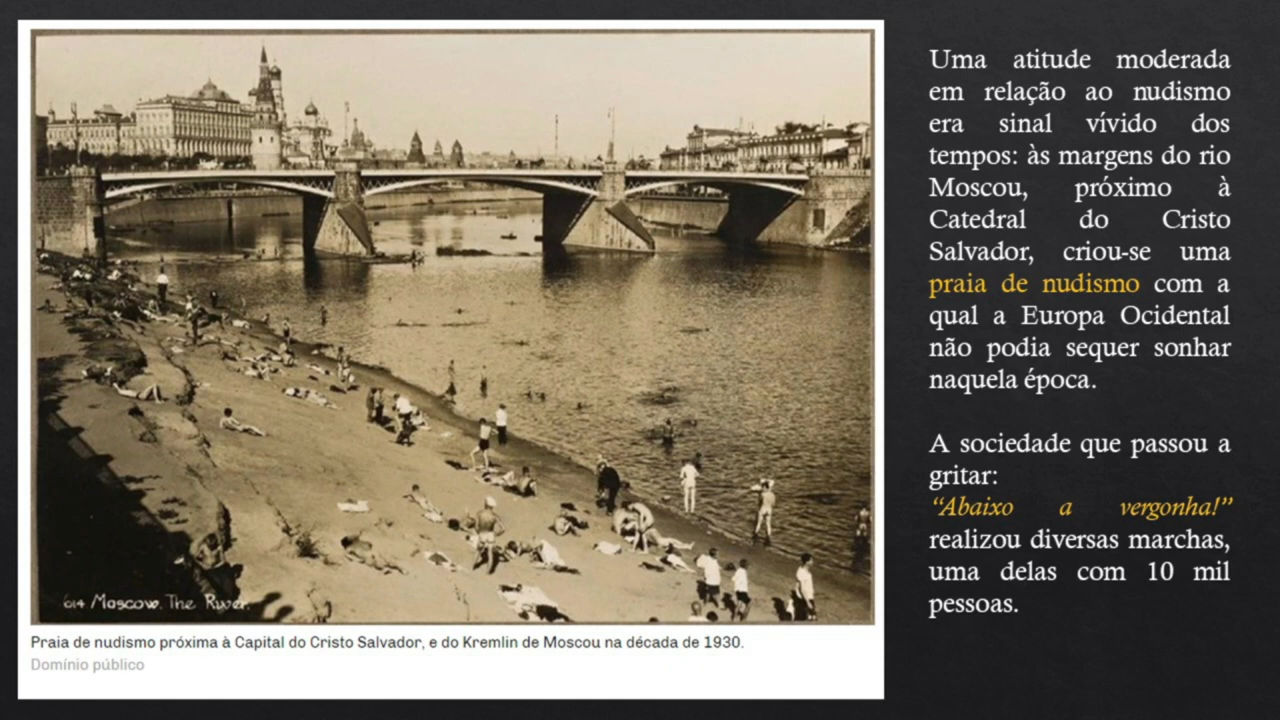 Uma atitude moderada
em relação ao nudismo
era sinal vívido dos
tempos: às margens do rio
Moscou, próximo à
Catedral do Cristo
Salvador, criou-se uma
praia de nudismo com a
qual a Europa Ocidental
não podia sequer sonhar
naquela época.
A sociedade que passou a
gritar:
“Abaixo a vergonha!”
realizou diversas marchas,
uma delas com 10 mil
pessoas.
614 Moscow. The River.
Praia de nudismo próxima à Capital do Cristo Salvador, e do Kremlin de Moscou na década de 1930.
Domínio público